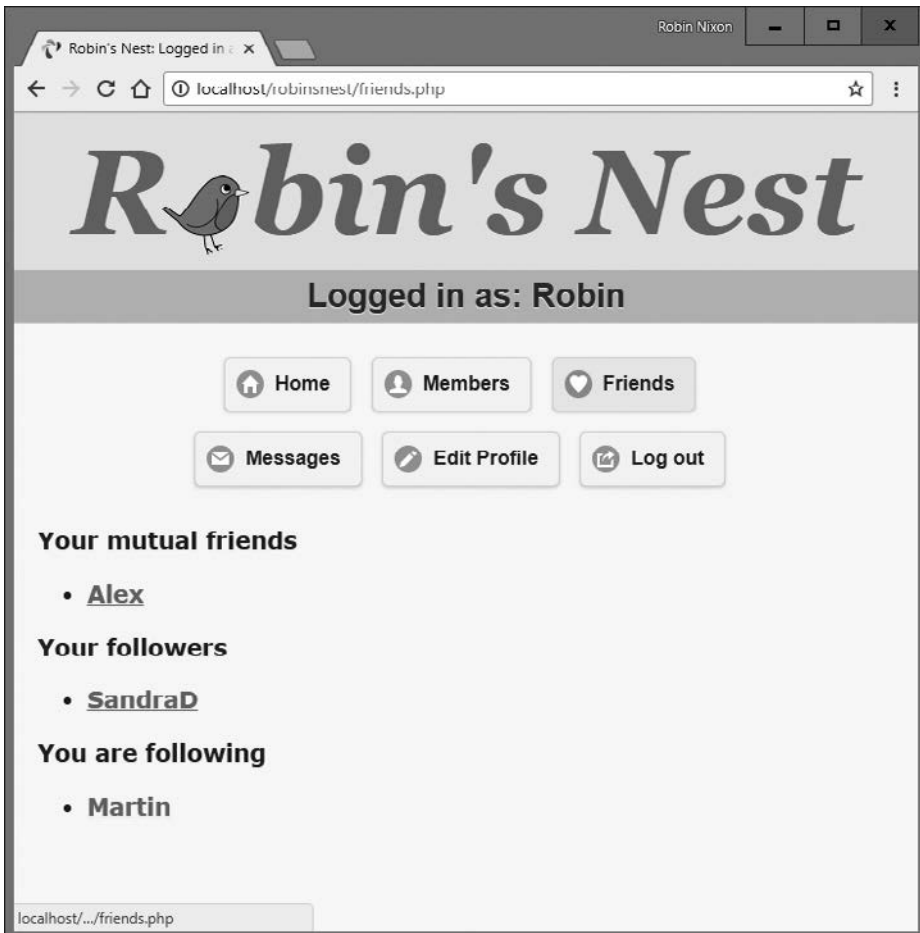 Robin Nixon
Robin's Nest: Logged in a
localhost/robinsnest/friends.php
Robin's Nest
Logged in as: Robin
Home Members Friends
Messages Edit Profile Log out
Your mutual friends
• Alex
Your followers
• SandraD
You are following
• Martin
localhost/.../friends.php